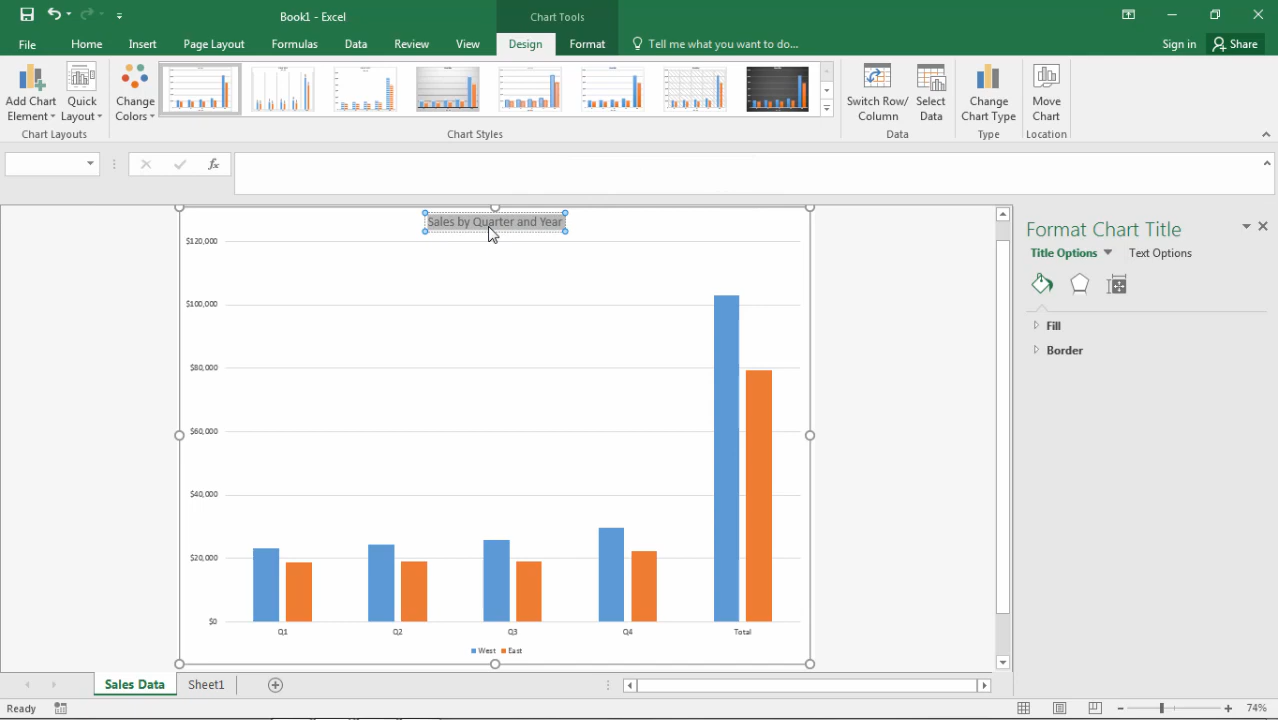 Book1 - Excel
Chart Tools
File
Home
Insert
Page Layout
Formulas
Data
Review
View
Design
Format
Tell me what you want to do...
Sign in
Share
Add Chart
Element
Quick
Layout
Change
Colors
Switch Row/
Column
Select
Data
Change
Chart Type
Move
Chart
Chart Layouts
Chart Styles
Data
Type
Location
fx
Sales by Quarter and Year
$120,000
$100,000
$80,000
$60,000
$40,000
$20,000
$0
Q1
Q2
Q3
Q4
Total
West
East
Format Chart Title
Title Options
Text Options
Fill
Border
Sales Data
Sheet1
Ready
74%